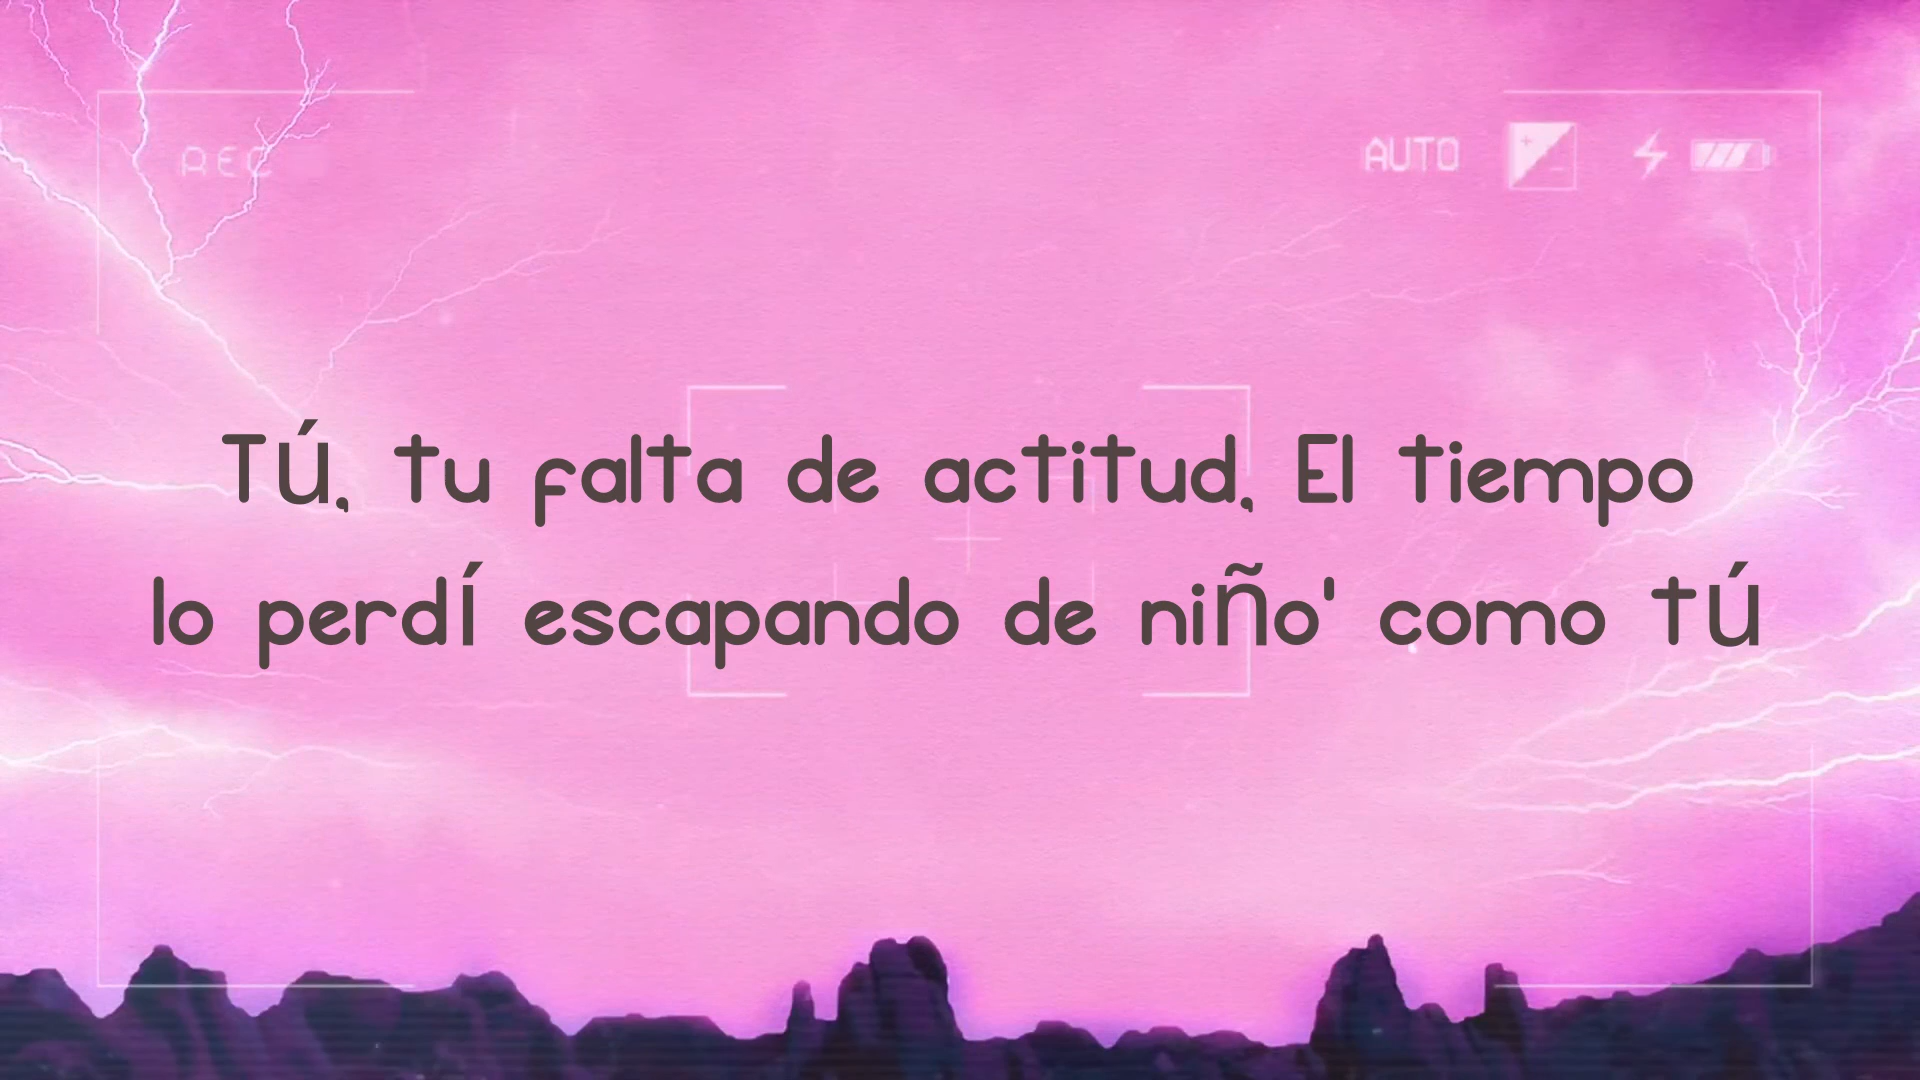 REC
AUTO
Tú, tu falta de actitud, El tiempo
lo perdí escapando de niño' como tú